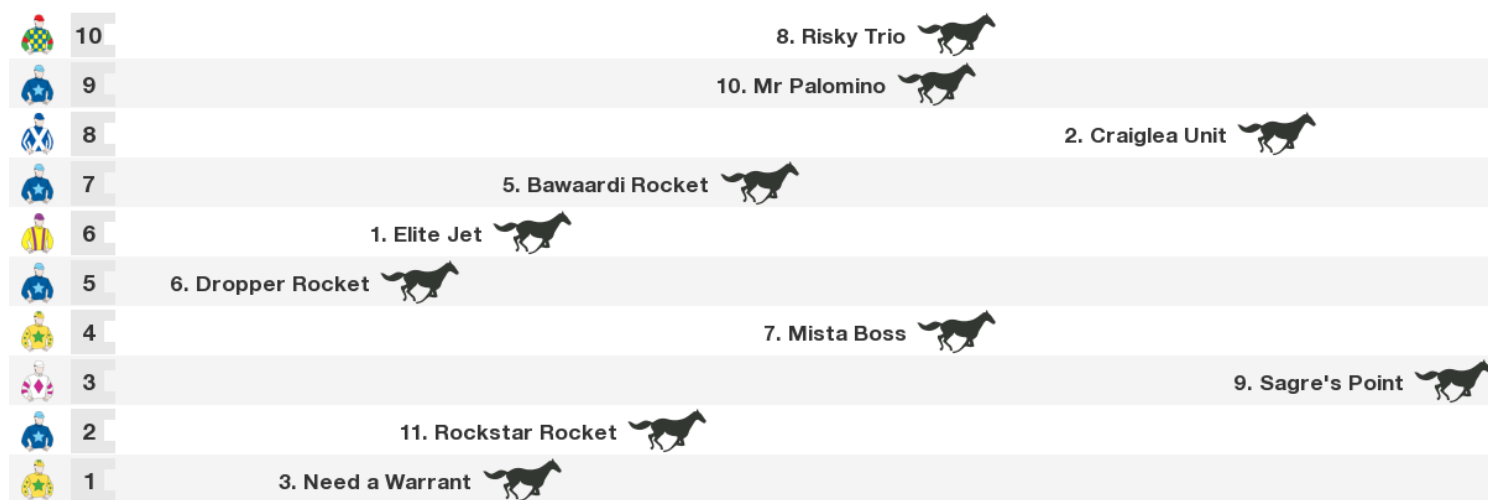 10 8. Risky Trio
9 10. Mr Palomino
8 2. Craiglea Unit
7 5. Bawaardi Rocket
6 1. Elite Jet
5 6. Dropper Rocket
4 7. Mista Boss
3 9. Sagre's Point
2 11. Rockstar Rocket
1 3. Need a Warrant